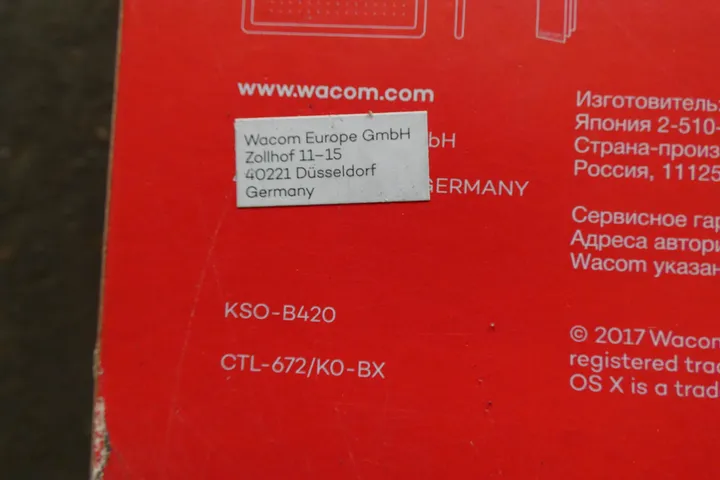 www.wacom.com
Wacom Europe GmbH
Zollhof 11-15
40221 Düsseldorf
Germany
bH
GERMANY
KSO-B420
CTL-672/K0-BX
Изготовитель
Япония 2-510-
Страна-произ
Россия, 11125
Сервисное гар
Адреса автори
Wacom указан
© 2017 Wacom
registered trad
OS X is a trad